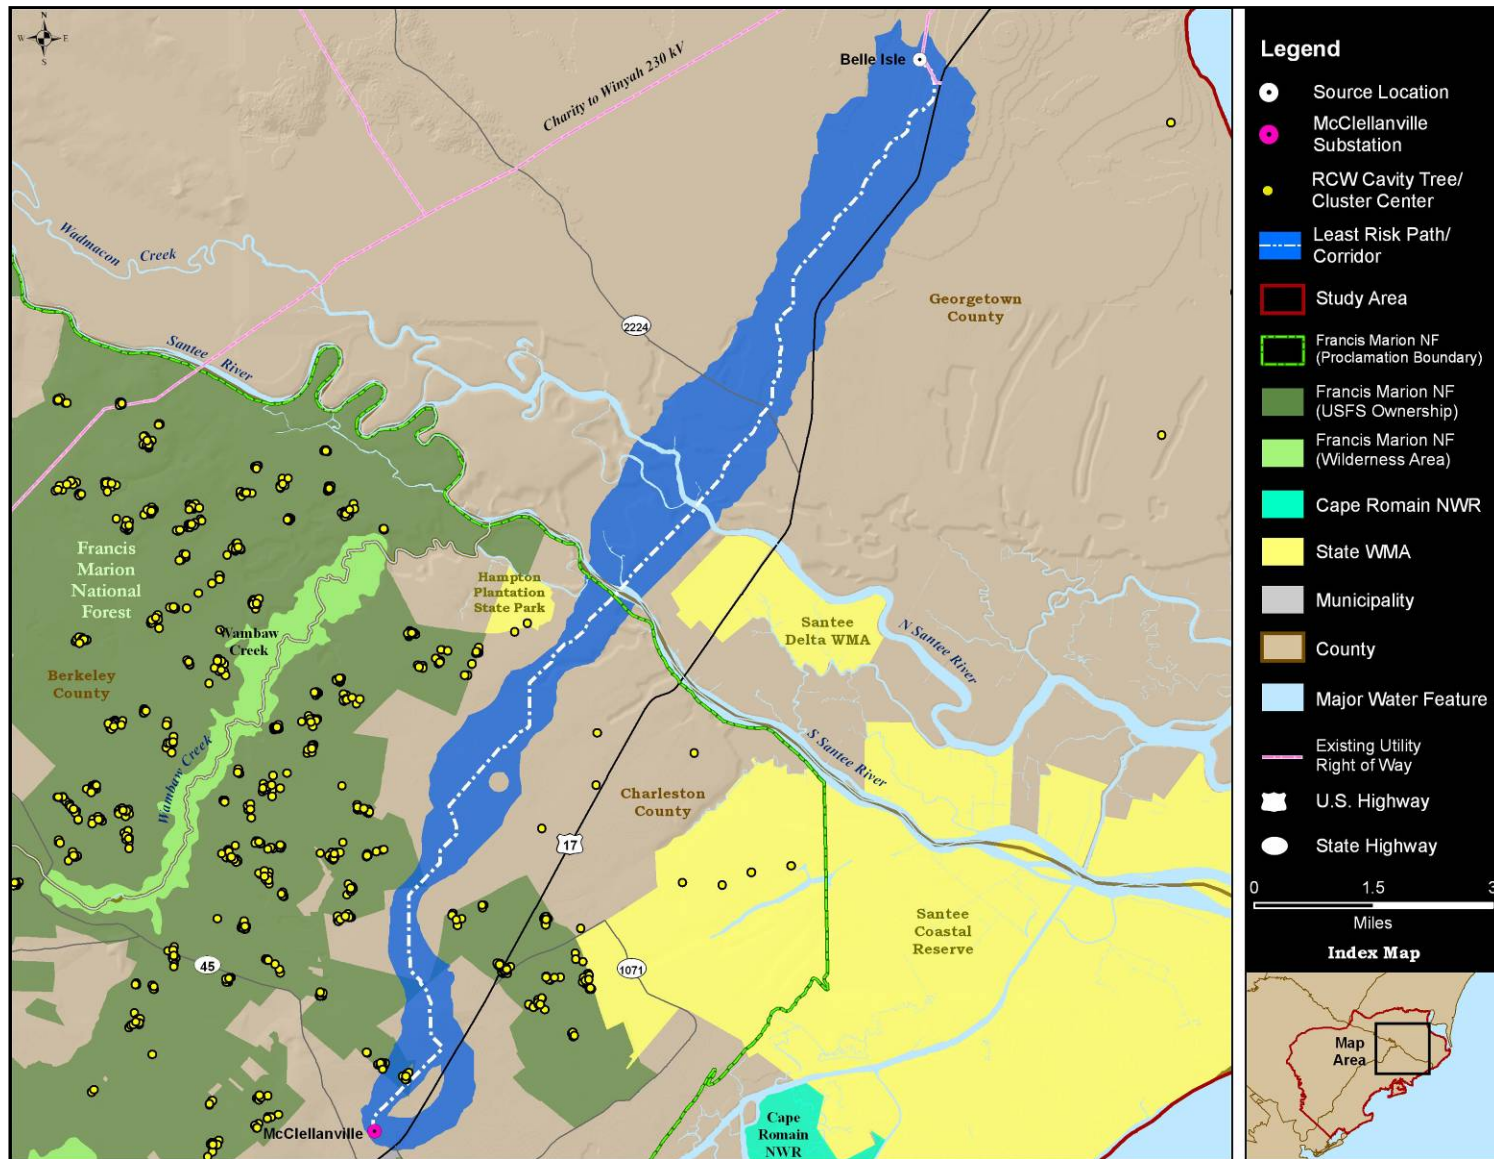 N
W E
S
Belle Isle
Charity to Winyah 230 kV
Wadmacon Creek
Georgetown
County
2224
Santee River
Francis
Marion
National
Forest
Hampton
Plantation
State Park
Wambaw
Creek
Santee
Delta WMA
N Santee River
Berkeley
County
Wambaw Creek
S Santee River
Charleston
County
17
Santee
Coastal
Reserve
45
1071
McClellanville
Cape
Romain
NWR
Legend
Source Location
McClellanville
Substation
RCW Cavity Tree/
Cluster Center
Least Risk Path/
Corridor
Study Area
Francis Marion NF
(Proclamation Boundary)
Francis Marion NF
(USFS Ownership)
Francis Marion NF
(Wilderness Area)
Cape Romain NWR
State WMA
Municipality
County
Major Water Feature
Existing Utility
Right of Way
U.S. Highway
State Highway
0 1.5 3
Miles
Index Map
Map
Area